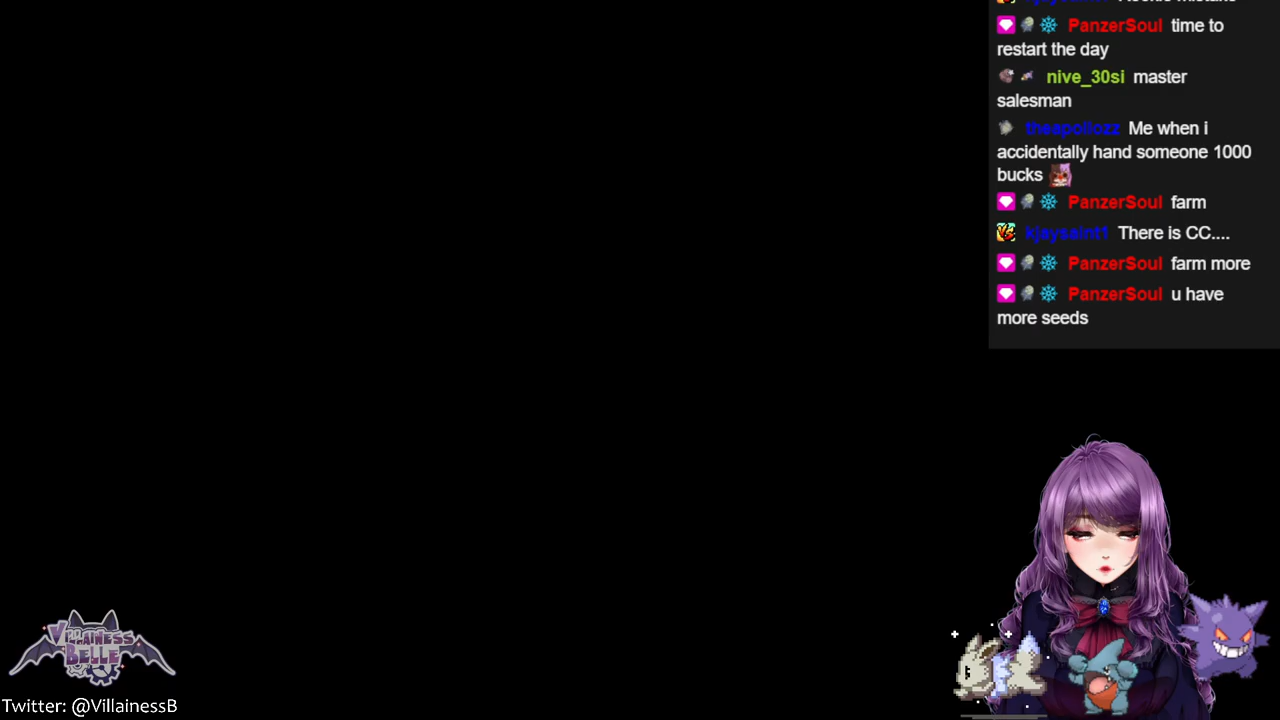 PanzerSoul time to
restart the day
nive_30si master
salesman
theapollozz Me when i
accidentally hand someone 1000
bucks
PanzerSoul farm
kjaysaint1 There is CC....
PanzerSoul farm more
PanzerSoul u have
more seeds
VILLAINESS
BELLE
Twitter: @VillainessB